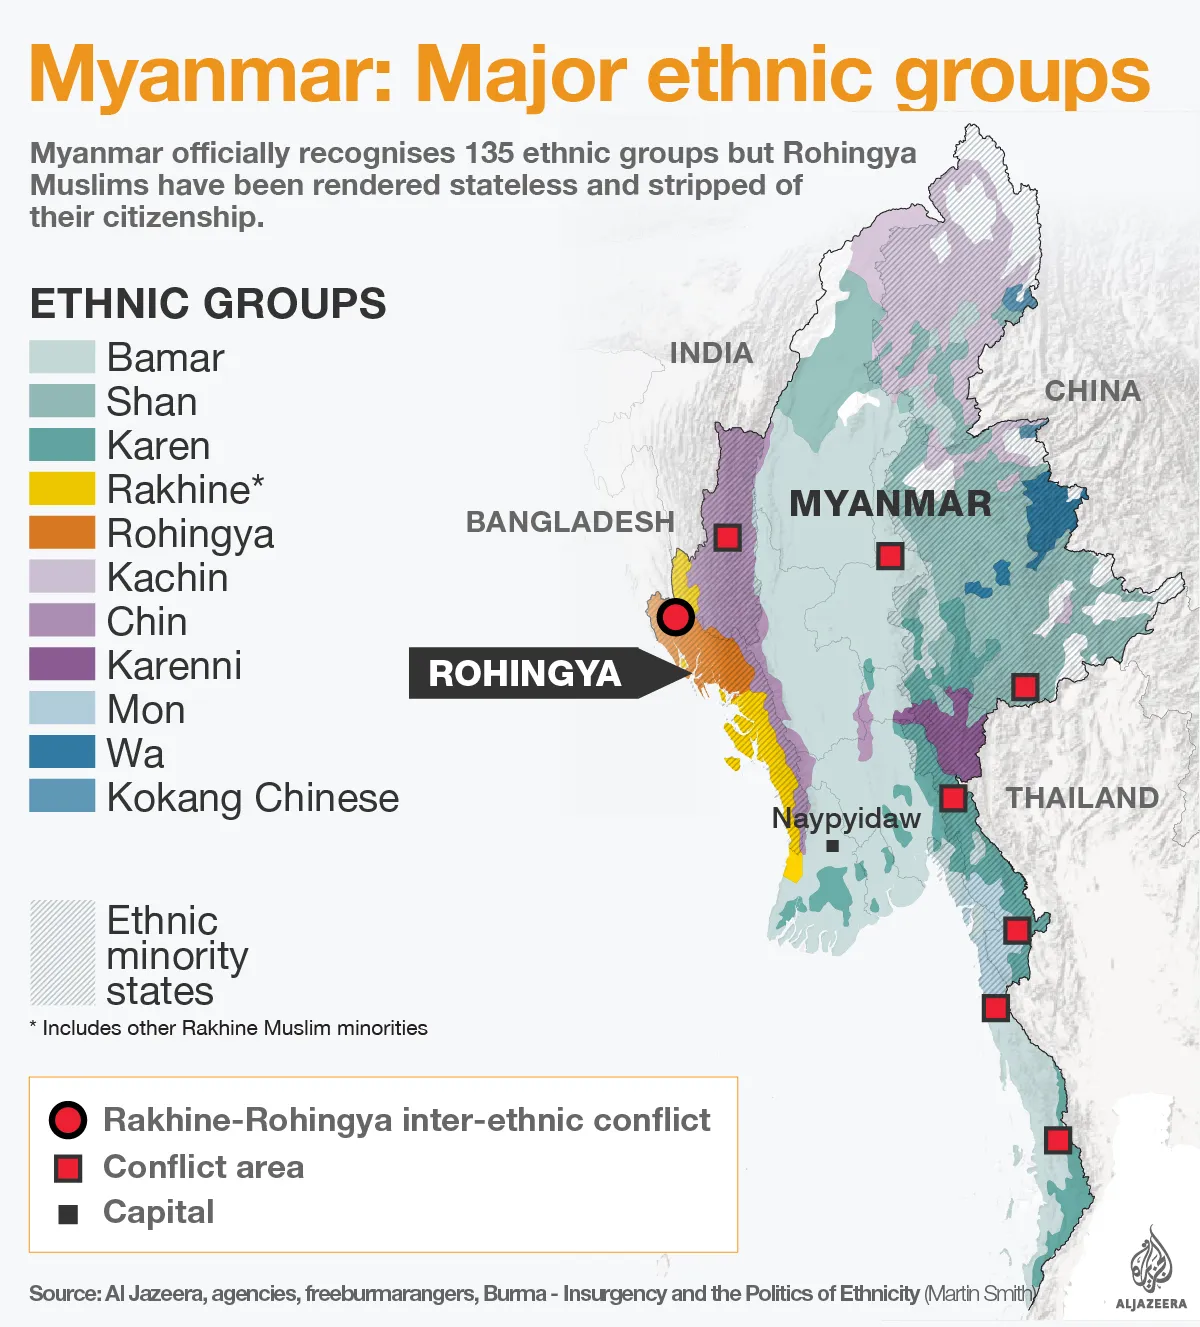 Myanmar: Major ethnic groups
Myanmar officially recognises 135 ethnic groups but Rohingya
Muslims have been rendered stateless and stripped of
their citizenship.
ETHNIC GROUPS
Bamar
Shan
Karen
Rakhine*
Rohingya
Kachin
Chin
Karenni
Mon
Wa
Kokang Chinese
Ethnic
minority
states
* Includes other Rakhine Muslim minorities
INDIA
CHINA
MYANMAR
BANGLADESH
ROHINGYA
THAILAND
Naypyidaw
Rakhine-Rohingya inter-ethnic conflict
Conflict area
Capital
Source: Al Jazeera, agencies, freeburmarangers, Burma - Insurgency and the Politics of Ethnicity (Martin Smith)
الجزيرة
ALJAZEERA